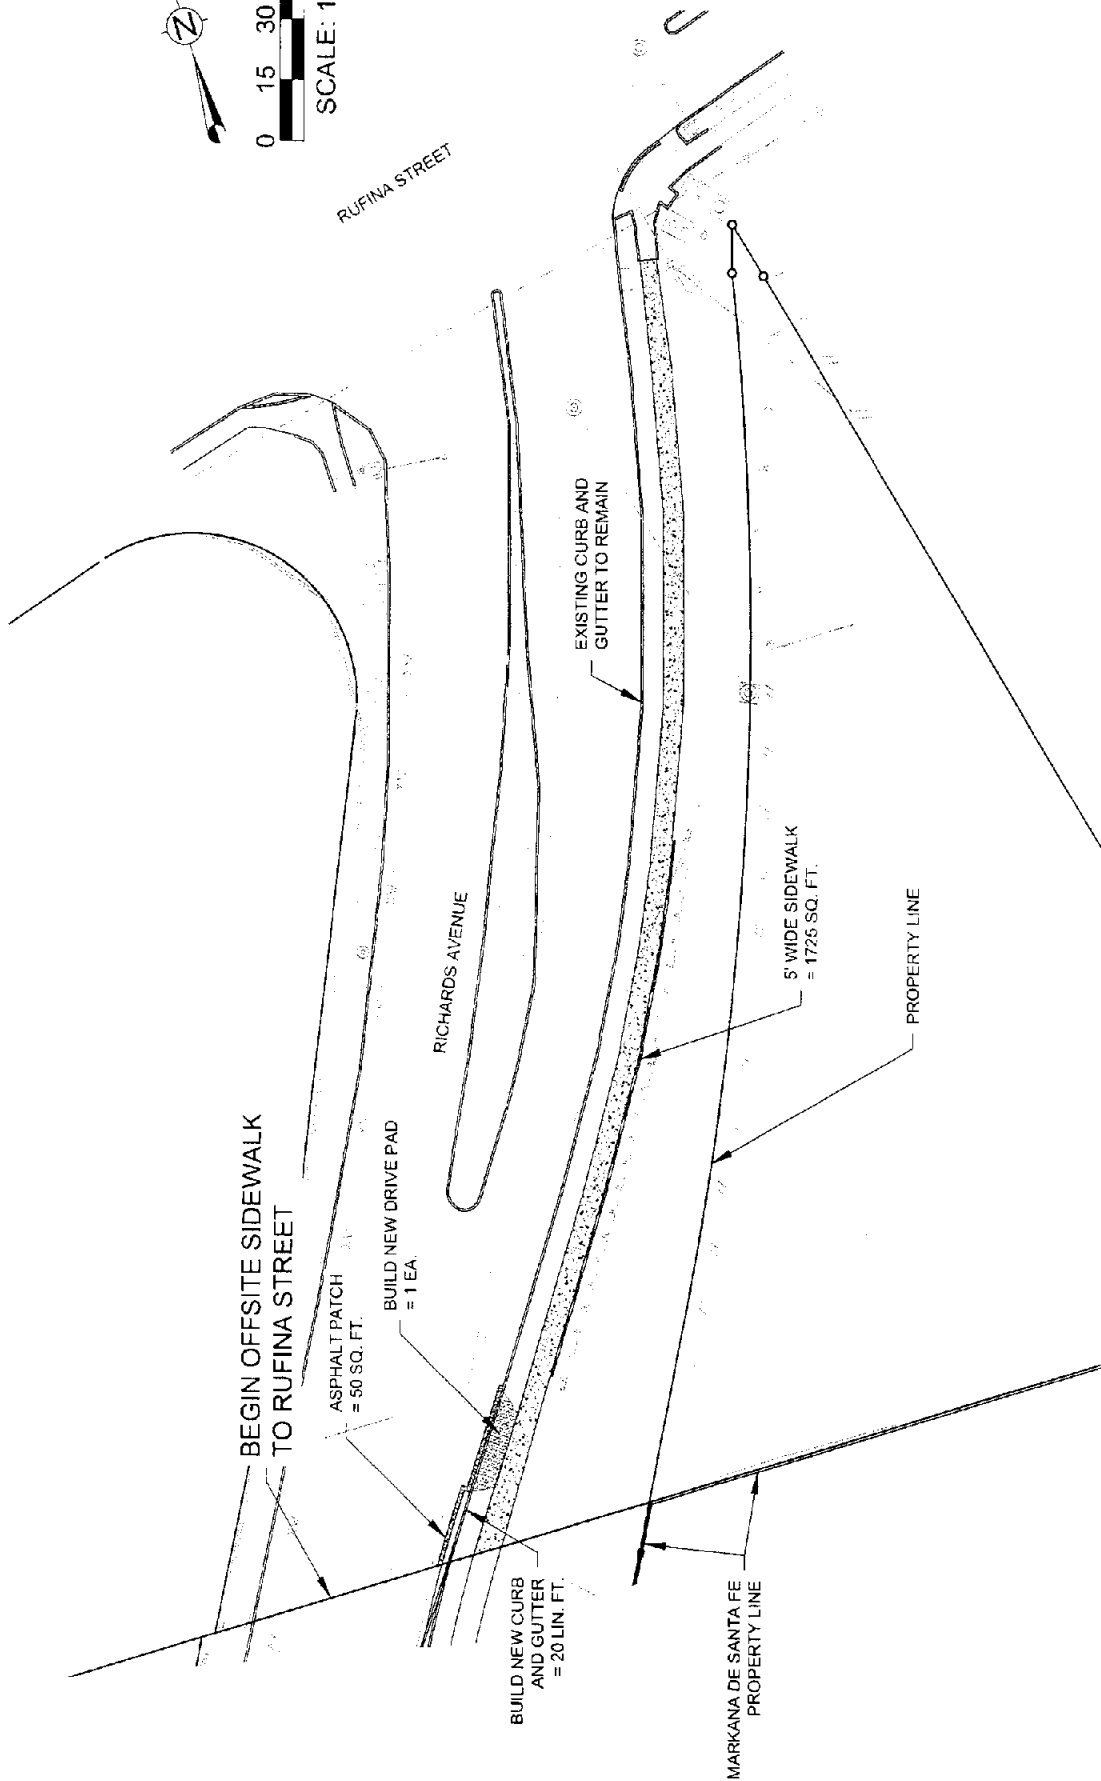 N
0 15 30
SCALE: 1
RUFINA STREET
EXISTING CURB AND
GUTTER TO REMAIN
RICHARDS AVENUE
5' WIDE SIDEWALK
= 1725 SQ. FT.
PROPERTY LINE
BEGIN OFFSITE SIDEWALK
TO RUFINA STREET
ASPHALT PATCH
= 50 SQ. FT.
BUILD NEW DRIVE PAD
= 1 EA.
BUILD NEW CURB
AND GUTTER
= 20 LIN. FT.
MARKANA DE SANTA FE
PROPERTY LINE